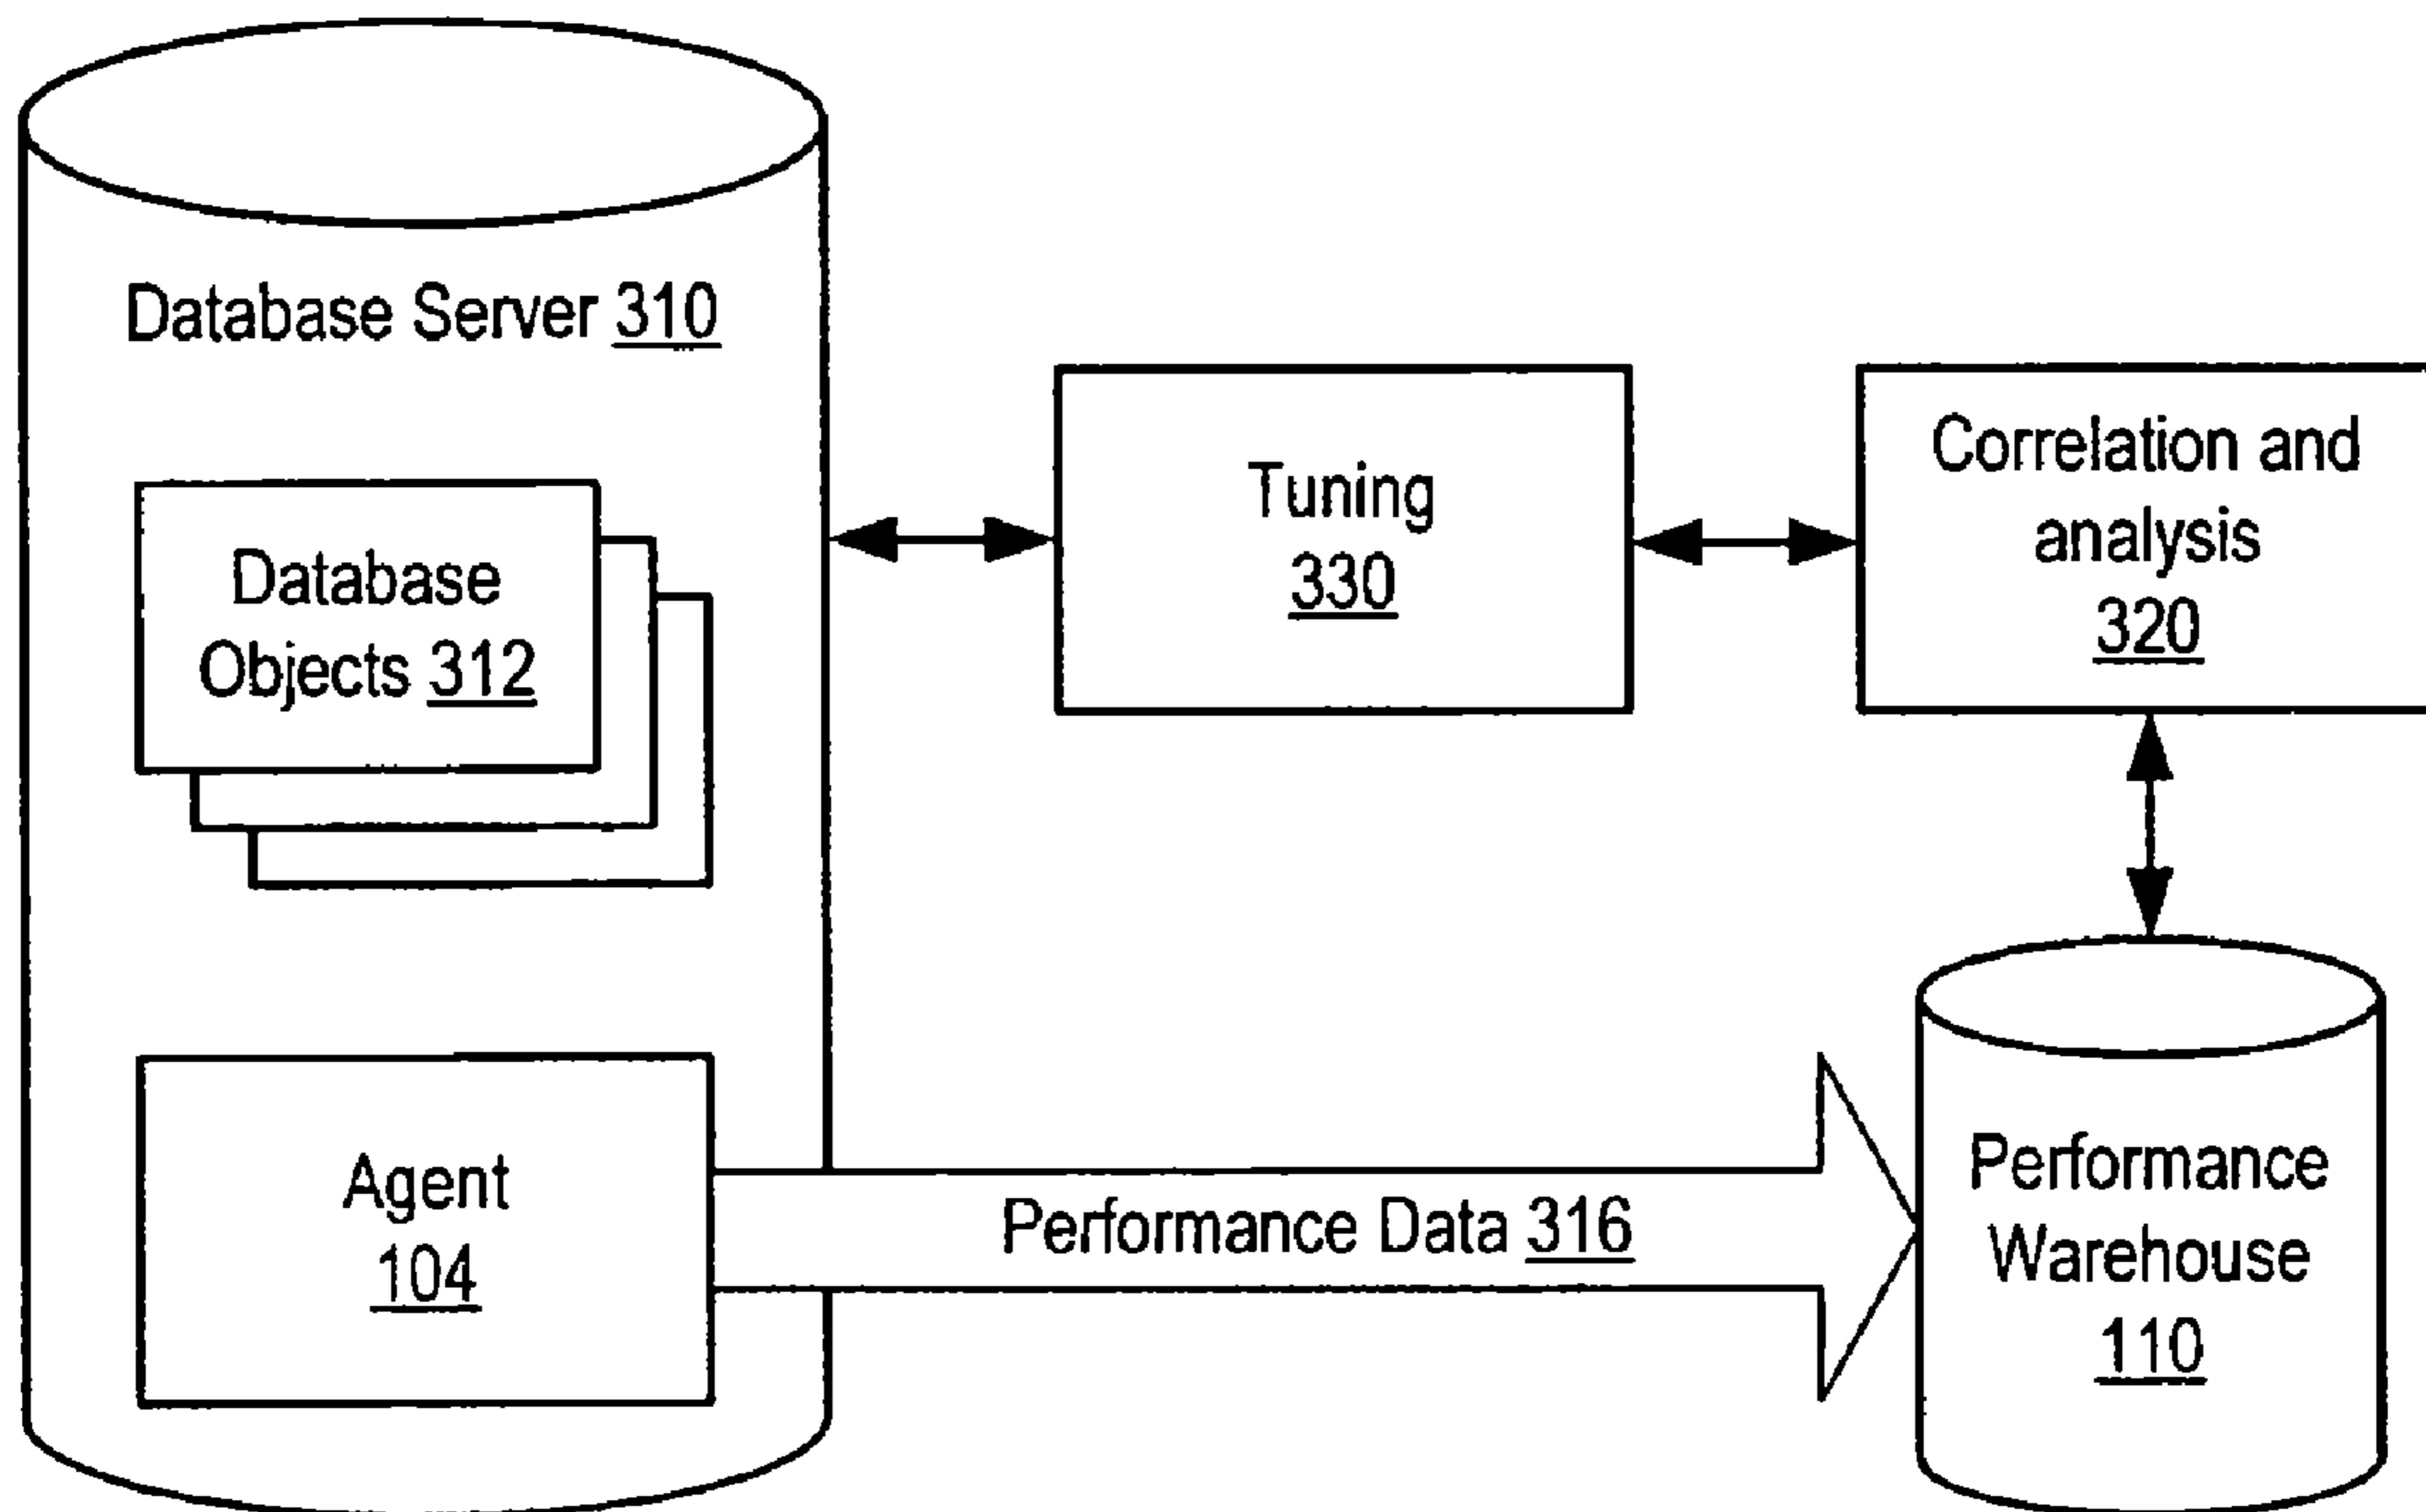 Database Server 310
Database
Objects 312
Tuning
330
Correlation and
analysis
320
Agent
104
Performance Data 316
Performance
Warehouse
110